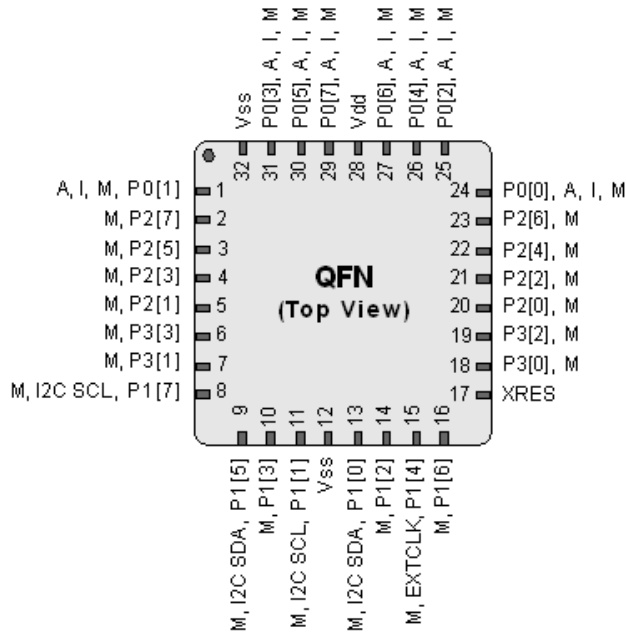 Vss
P0[3], A, I, M
P0[5], A, I, M
P0[7], A, I, M
Vdd
P0[6], A, I, M
P0[4], A, I, M
P0[2], A, I, M
32
31
30
29
28
27
26
25
A, I, M, P0[1] 1
M, P2[7] 2
M, P2[5] 3
M, P2[3] 4
M, P2[1] 5
M, P3[3] 6
M, P3[1] 7
M, I2C SCL, P1[7] 8
QFN
(Top View)
24 P0[0], A, I, M
23 P2[6], M
22 P2[4], M
21 P2[2], M
20 P2[0], M
19 P3[2], M
18 P3[0], M
17 XRES
9
10
11
12
13
14
15
16
M, I2C SDA, P1[5]
M, P1[3]
M, I2C SCL, P1[1]
Vss
M, I2C SDA, P1[0]
M, P1[2]
M, EXTCLK, P1[4]
M, P1[6]